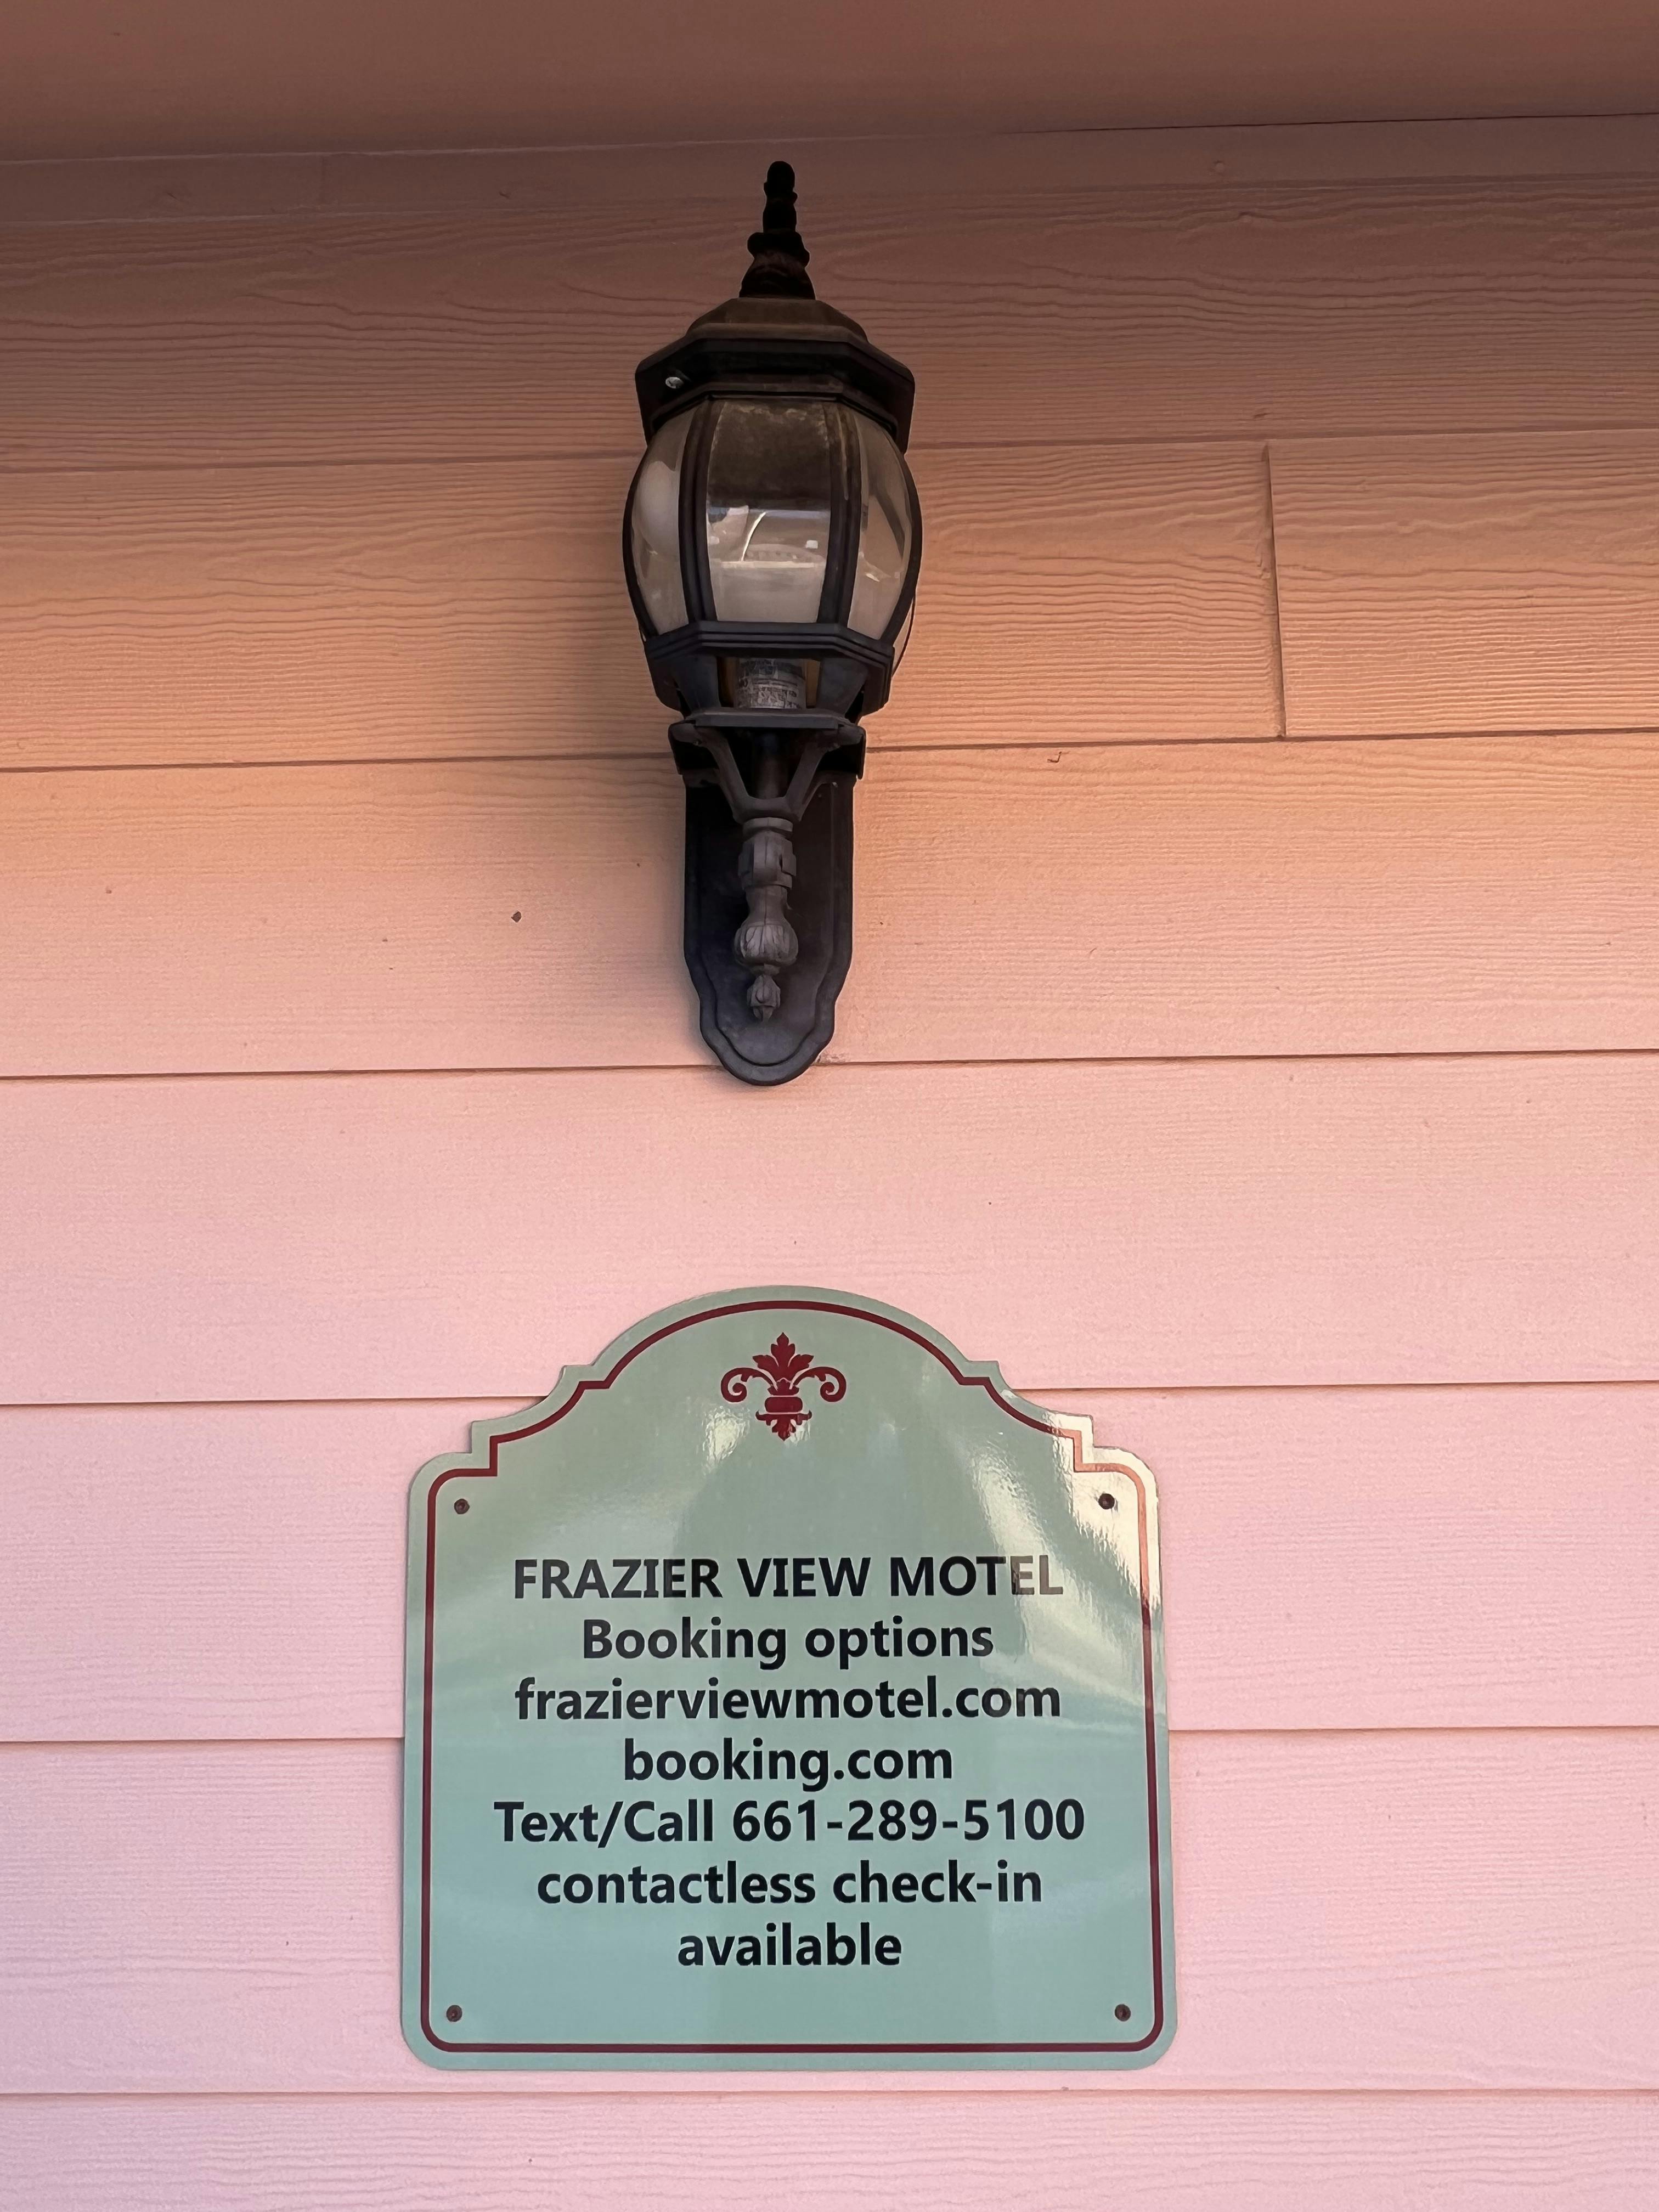 FRAZIER VIEW MOTEL
Booking options
frazierviewmotel.com
booking.com
Text/Call 661-289-5100
contactless check-in
available